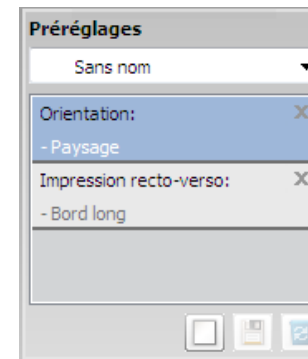 Préréglages
Sans nom
Orientation:
- Paysage
Impression recto-verso:
- Bord long